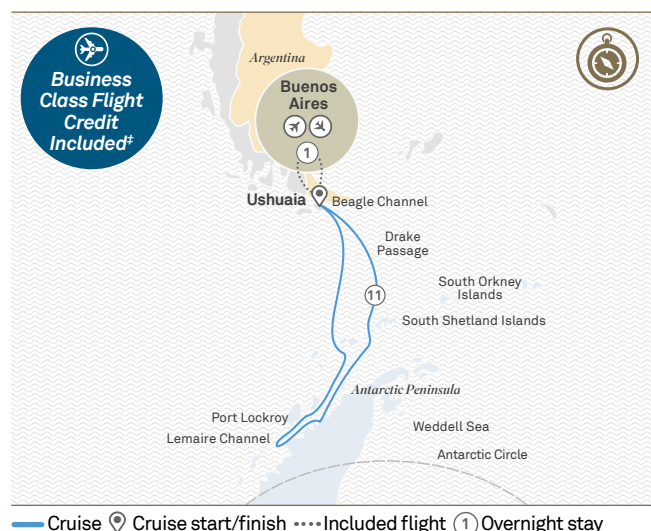 Business
Class Flight
Credit
Included‡
Argentina
Buenos
Aires
1
Ushuaia
Beagle Channel
Drake
Passage
11
South Orkney
Islands
South Shetland Islands
Antarctic Peninsula
Port Lockroy
Lemaire Channel
Weddell Sea
Antarctic Circle
Cruise Cruise start/finish Included flight 1 Overnight stay